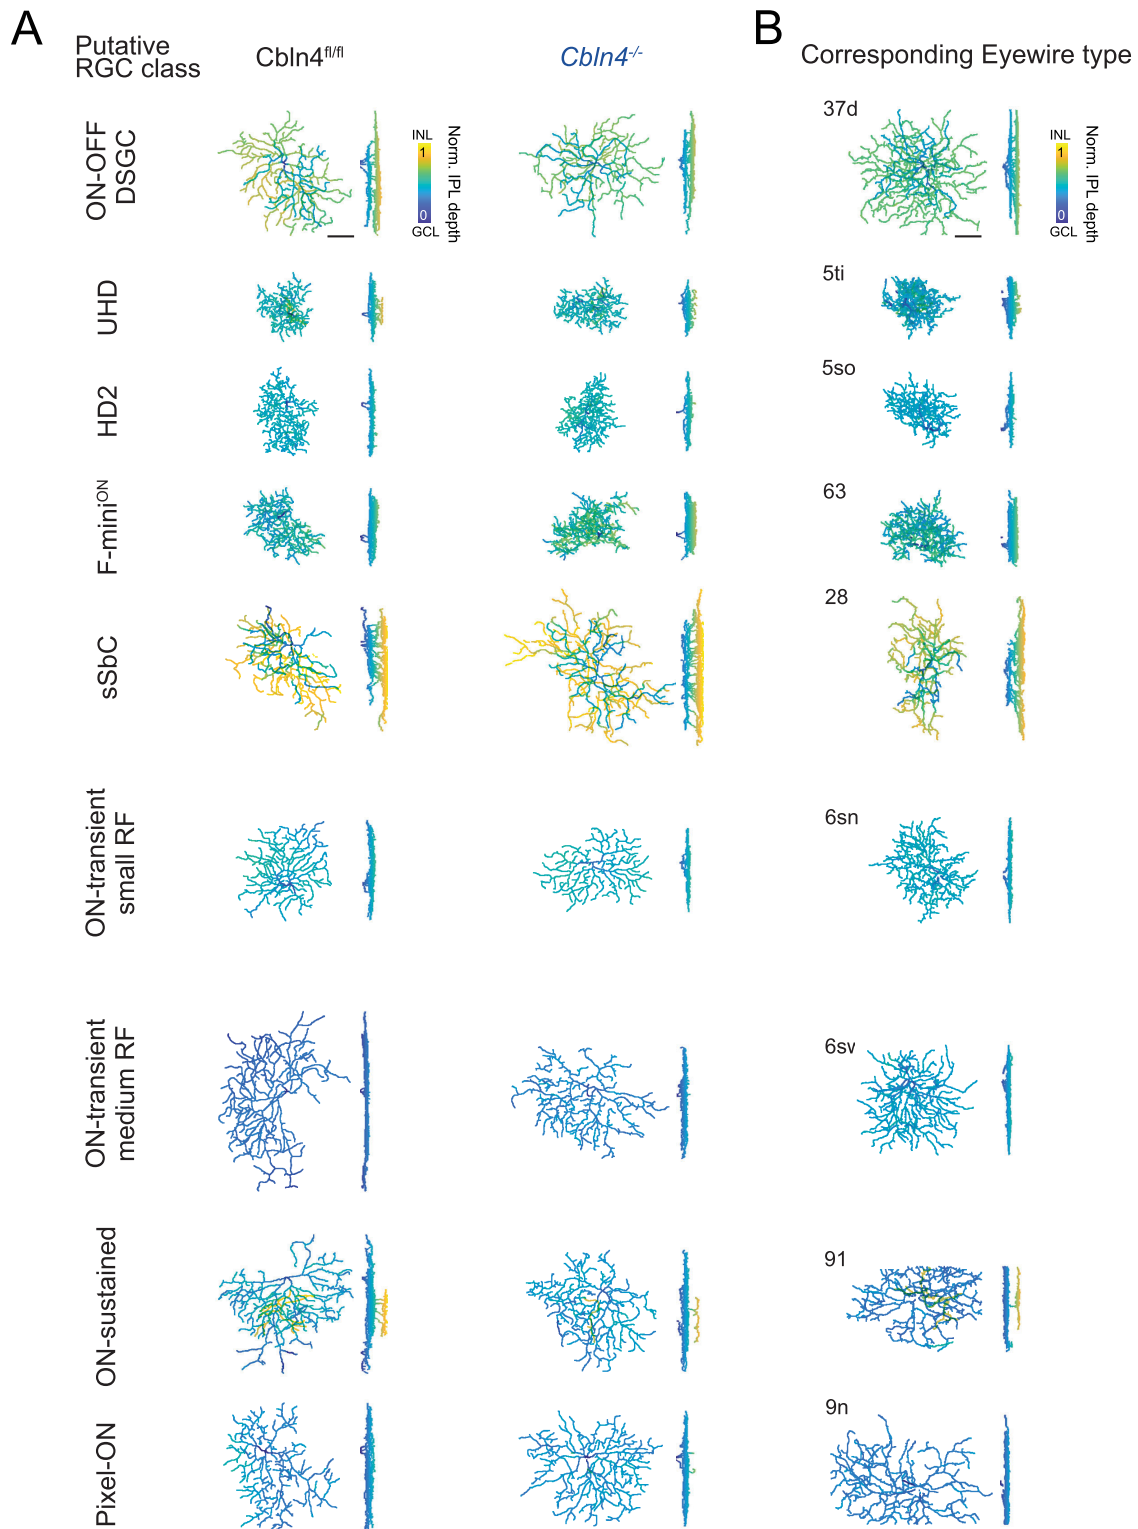 A
B
Putative
RGC class
Cbln4fl/fl
Cbln4-/-
Corresponding Eyewire type
ON-OFF
DSGC
INL
1
0
GCL
Norm. IPL depth
37d
INL
1
0
GCL
Norm. IPL depth
UHD
5ti
HD2
5so
F-miniON
63
sSbC
28
ON-transient
small RF
6sn
ON-transient
medium RF
ON-sustained
91
Pixel-ON
9n